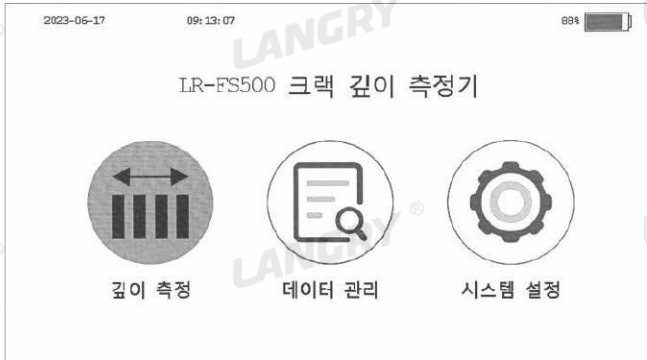 2023-06-17 09:13:07 88%
LANGRY
LR-FS500 크랙 깊이 측정기
LANGRY ®
깊이 측정 데이터 관리 시스템 설정